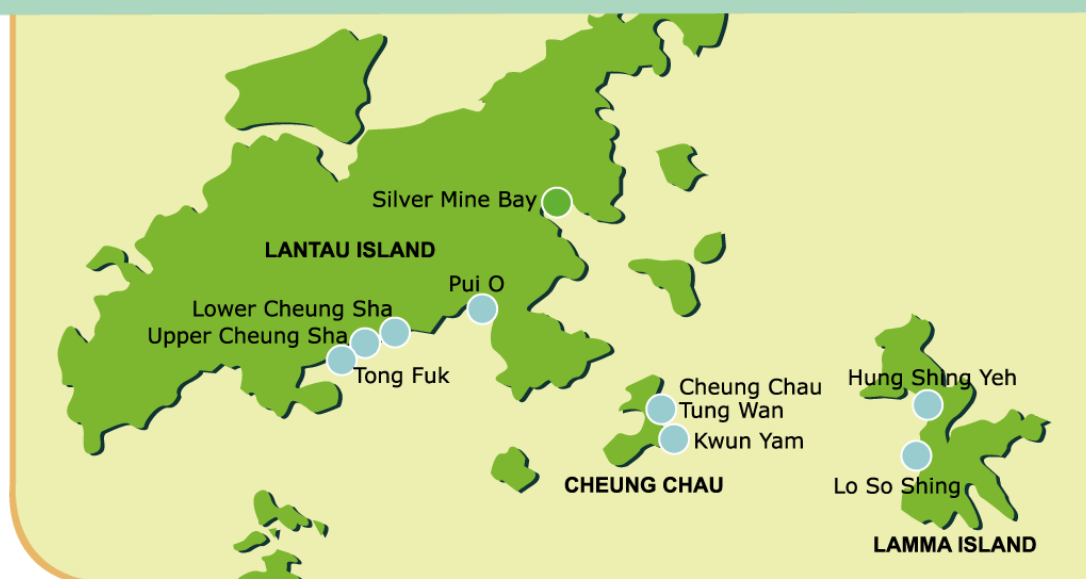 Silver Mine Bay
LANTAU ISLAND
Pui O
Lower Cheung Sha
Upper Cheung Sha
Tong Fuk
Hung Shing Yeh
Cheung Chau
Tung Wan
Kwun Yam
CHEUNG CHAU
Lo So Shing
LAMMA ISLAND